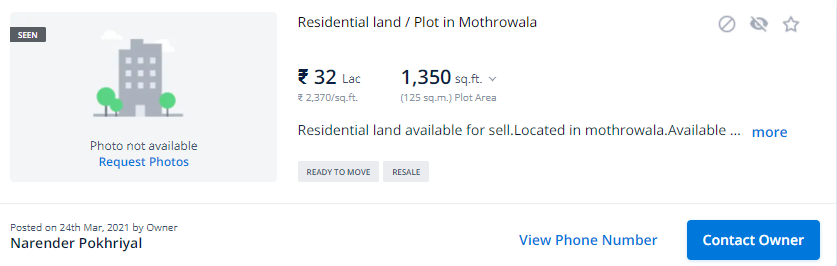 SEEN
Photo not available
Request Photos
Residential land / Plot in Mothrowala
₹ 32 Lac
1,350 sq.ft.
₹ 2,370/sq.ft.
(125 sq.m.) Plot Area
Residential land available for sell.Located in mothrowala.Available ... more
READY TO MOVE
RESALE
Posted on 24th Mar, 2021 by Owner
Narender Pokhriyal
View Phone Number
Contact Owner